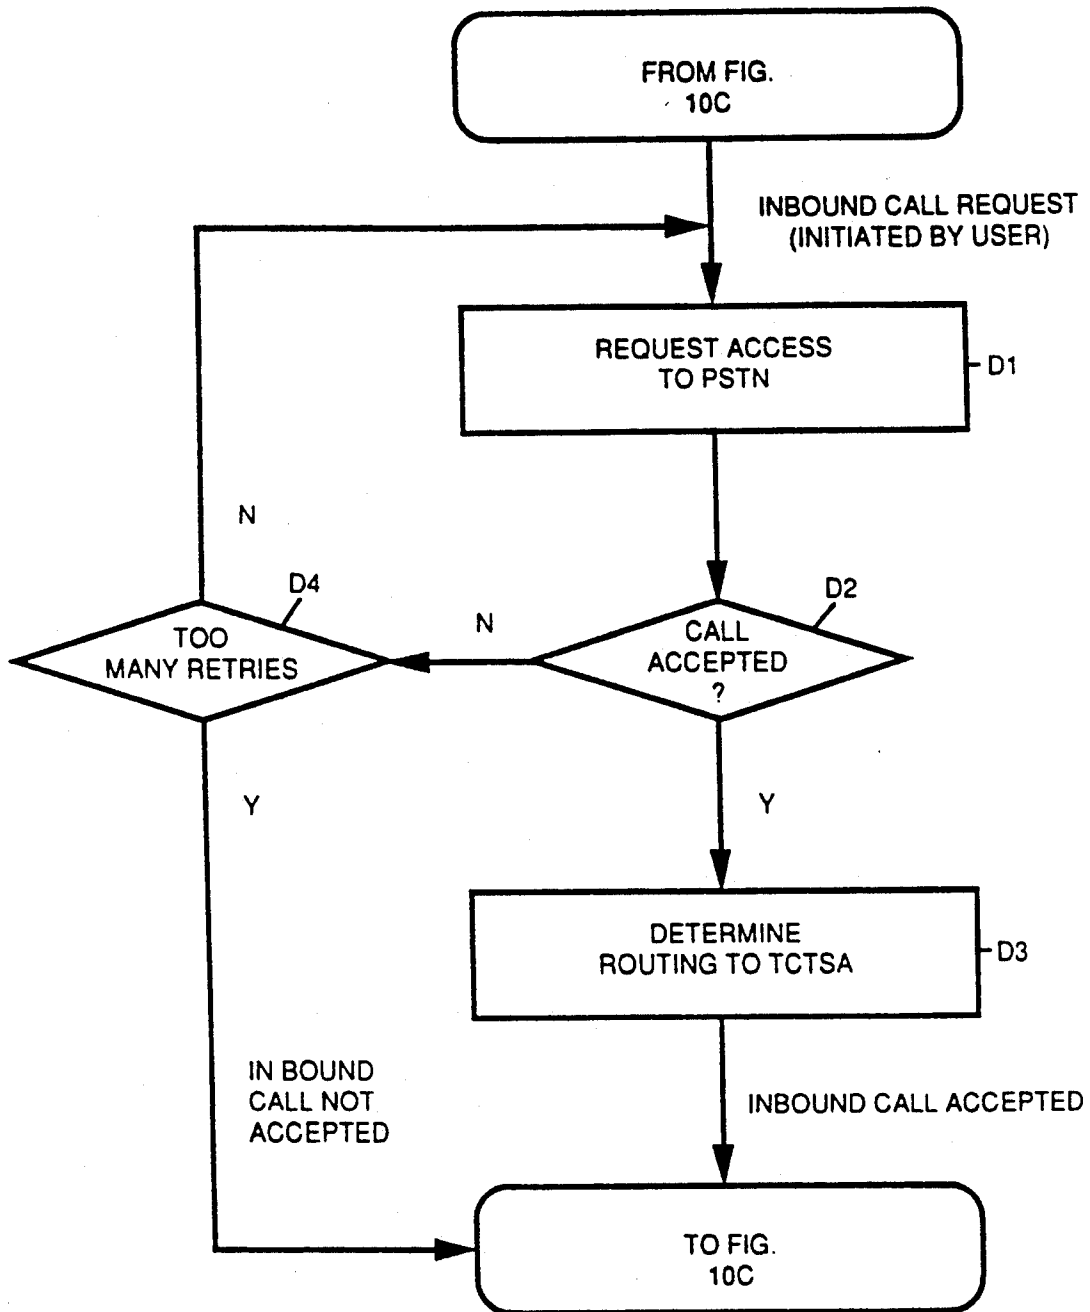 FROM FIG.
10C
INBOUND CALL REQUEST
(INITIATED BY USER)
REQUEST ACCESS
TO PSTN
D1
N
D4
TOO
MANY RETRIES
N
D2
CALL
ACCEPTED
?
Y
Y
DETERMINE
ROUTING TO TCTSA
D3
IN BOUND
CALL NOT
ACCEPTED
INBOUND CALL ACCEPTED
TO FIG.
10C